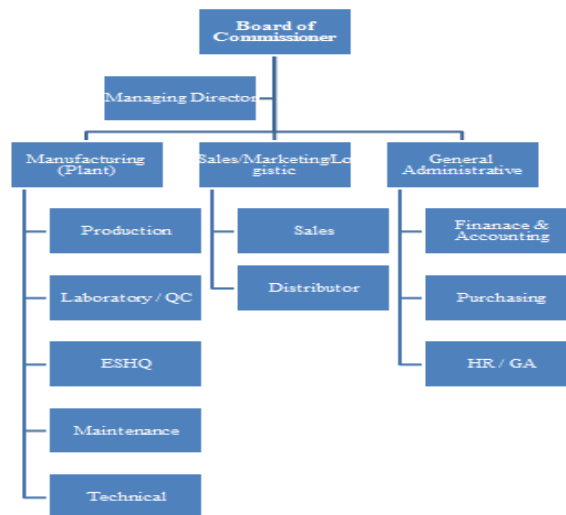 Board of
Commissioner
Managing Director
Manufacturing
(Plant)
Sales/Marketing/Lo
gistic
General
Administrative
Production
Laboratory / QC
ESHQ
Maintenance
Technical
Sales
Distributor
Finanace &
Accounting
Purchasing
HR / GA